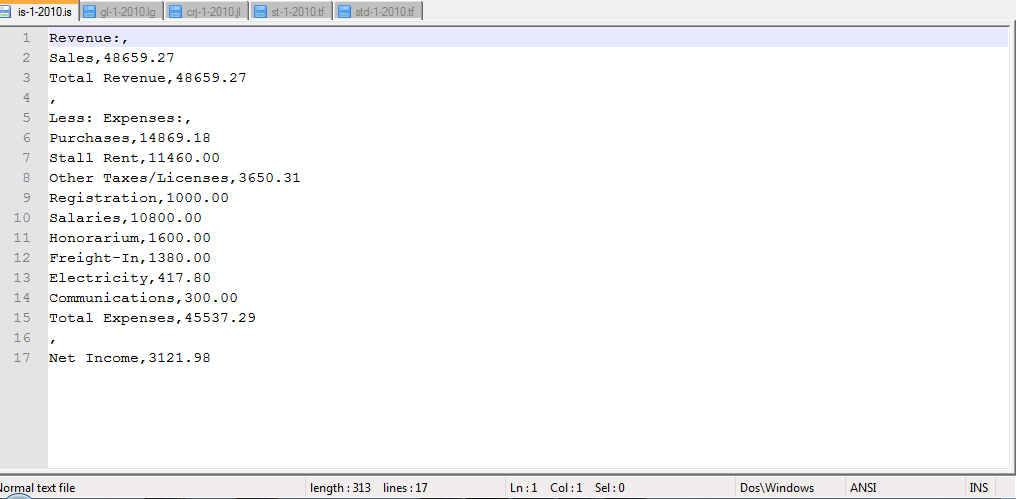 is-1-2010.is gl-1-2010.lg crj-1-2010.jl st-1-2010.tf std-1-2010.tf
1 Revenue:,
2 Sales,48659.27
3 Total Revenue,48659.27
4 ,
5 Less: Expenses:,
6 Purchases,14869.18
7 Stall Rent,11460.00
8 Other Taxes/Licenses,3650.31
9 Registration,1000.00
10 Salaries,10800.00
11 Honorarium,1600.00
12 Freight-In,1380.00
13 Electricity,417.80
14 Communications,300.00
15 Total Expenses,45537.29
16 ,
17 Net Income,3121.98
Normal text file length : 313 lines : 17 Ln : 1 Col : 1 Sel : 0 Dos\Windows ANSI INS